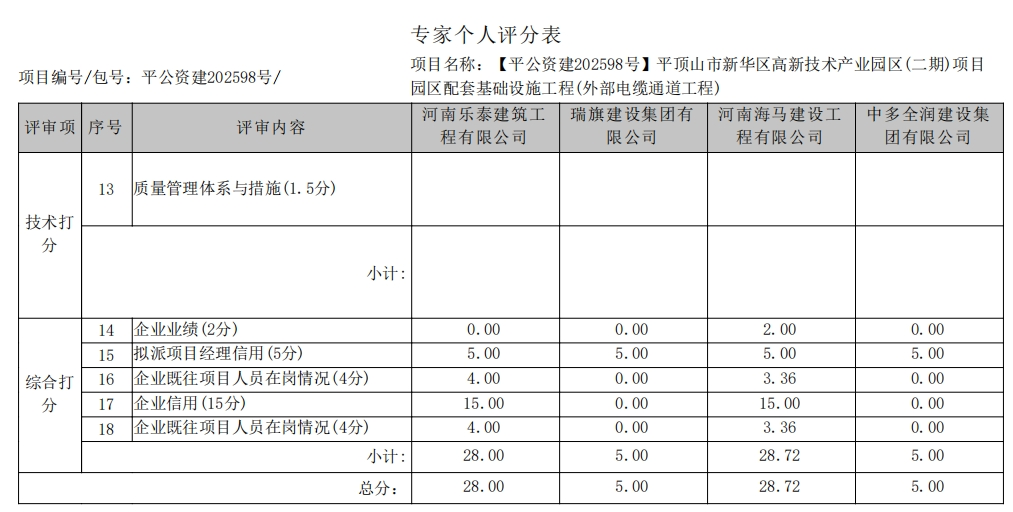 专家个人评分表
项目编号/包号: 平公资建202598号/
项目名称: 【平公资建202598号】平顶山市新华区高新技术产业园区(二期)项目
园区配套基础设施工程(外部电缆通道工程)
评审项 序号 评审内容 河南乐泰建筑工程有限公司 瑞旗建设集团有限公司 河南海马建设工程有限公司 中多全润建设集团有限公司
技术打分
13 质量管理体系与措施(1.5分)
小计:
综合打分
14 企业业绩(2分) 0.00 0.00 2.00 0.00
15 拟派项目经理信用(5分) 5.00 5.00 5.00 5.00
16 企业既往项目人员在岗情况(4分) 4.00 0.00 3.36 0.00
17 企业信用(15分) 15.00 0.00 15.00 0.00
18 企业既往项目人员在岗情况(4分) 4.00 0.00 3.36 0.00
小计: 28.00 5.00 28.72 5.00
总分: 28.00 5.00 28.72 5.00